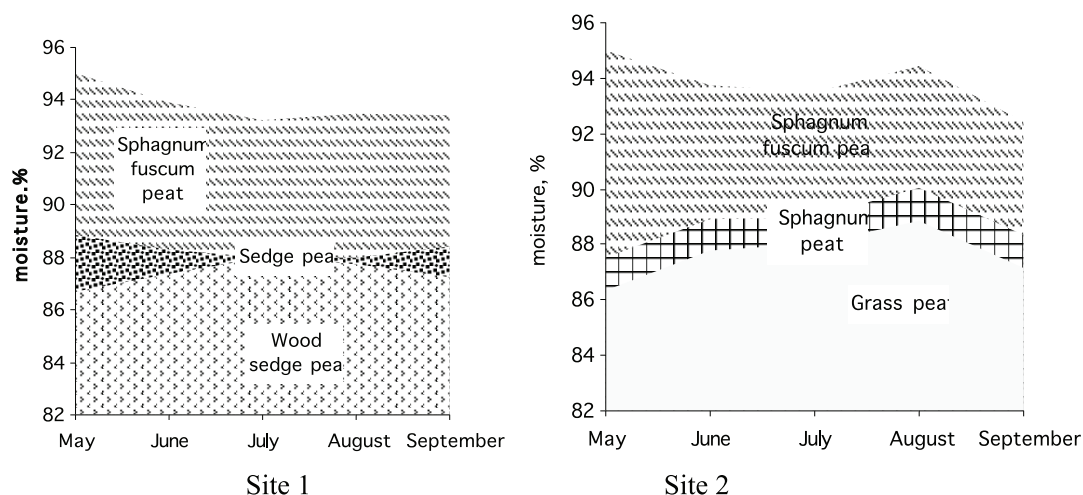 96
94
92
90
88
86
84
82
moisture.%
Sphagnum
fuscum
peat
Sedge pea
Wood
sedge pea
May
June
July
August
September
Site 1
96
94
92
90
88
86
84
82
moisture, %
Sphagnum
fuscum pea
Sphagnum
peat
Grass pea
May
June
July
August
September
Site 2